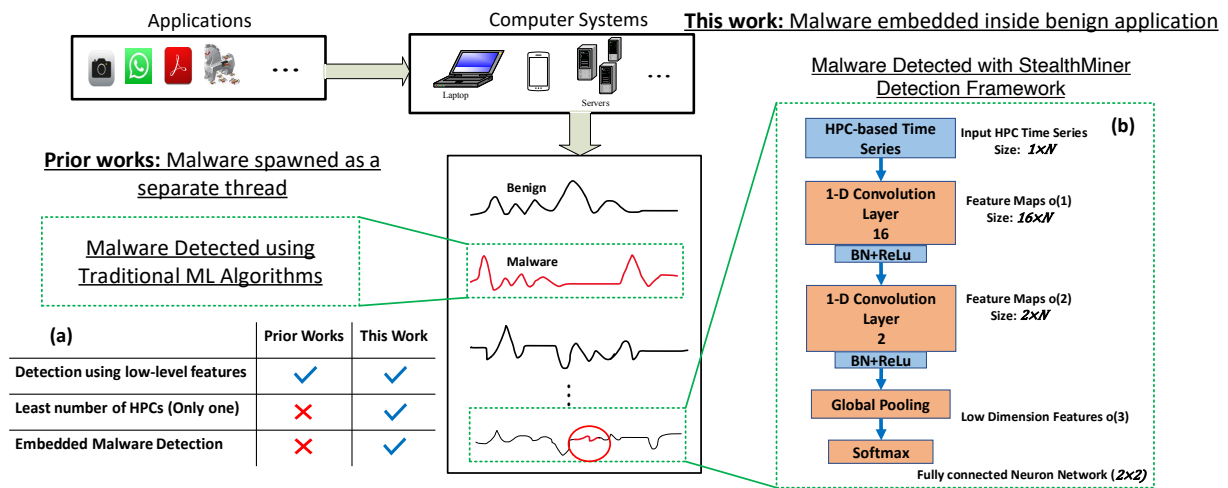 Applications
Computer Systems
This work: Malware embedded inside benign application
Laptop
Servers
Prior works: Malware spawned as a
separate thread
Malware Detected using
Traditional ML Algorithms
Benign
Malware
(a)
Prior Works
This Work
Detection using low-level features
Least number of HPCs (Only one)
Embedded Malware Detection
Malware Detected with StealthMiner
Detection Framework
(b)
HPC-based Time
Series
Input HPC Time Series
Size: 1×N
1-D Convolution
Layer
16
Feature Maps o(1)
Size: 16×N
BN+ReLu
1-D Convolution
Layer
2
Feature Maps o(2)
Size: 2×N
BN+ReLu
Global Pooling
Low Dimension Features o(3)
Softmax
Fully connected Neuron Network (2×2)